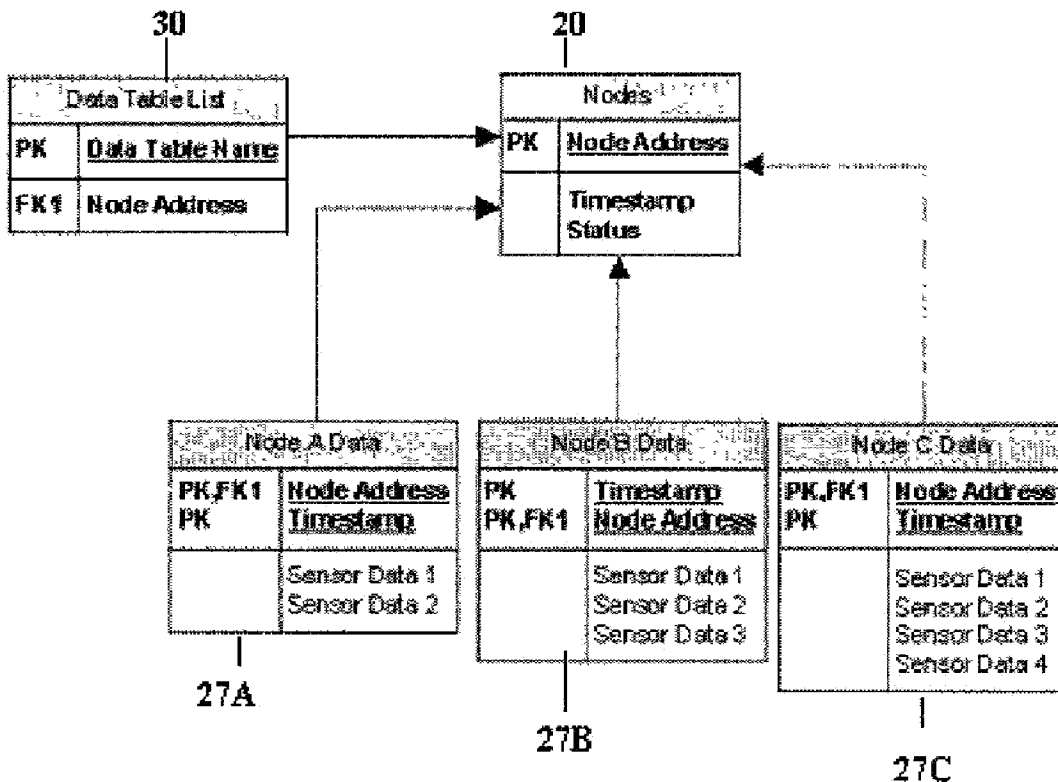 30
20
Data Table List
PK Data Table Name
FK1 Node Address
Nodes
PK Node Address
Timestamp
Status
Node A Data
PK,FK1 Node Address
PK Timestamp
Sensor Data 1
Sensor Data 2
27A
Node B Data
PK Timestamp
PK,FK1 Node Address
Sensor Data 1
Sensor Data 2
Sensor Data 3
27B
Node C Data
PK,FK1 Node Address
PK Timestamp
Sensor Data 1
Sensor Data 2
Sensor Data 3
Sensor Data 4
27C